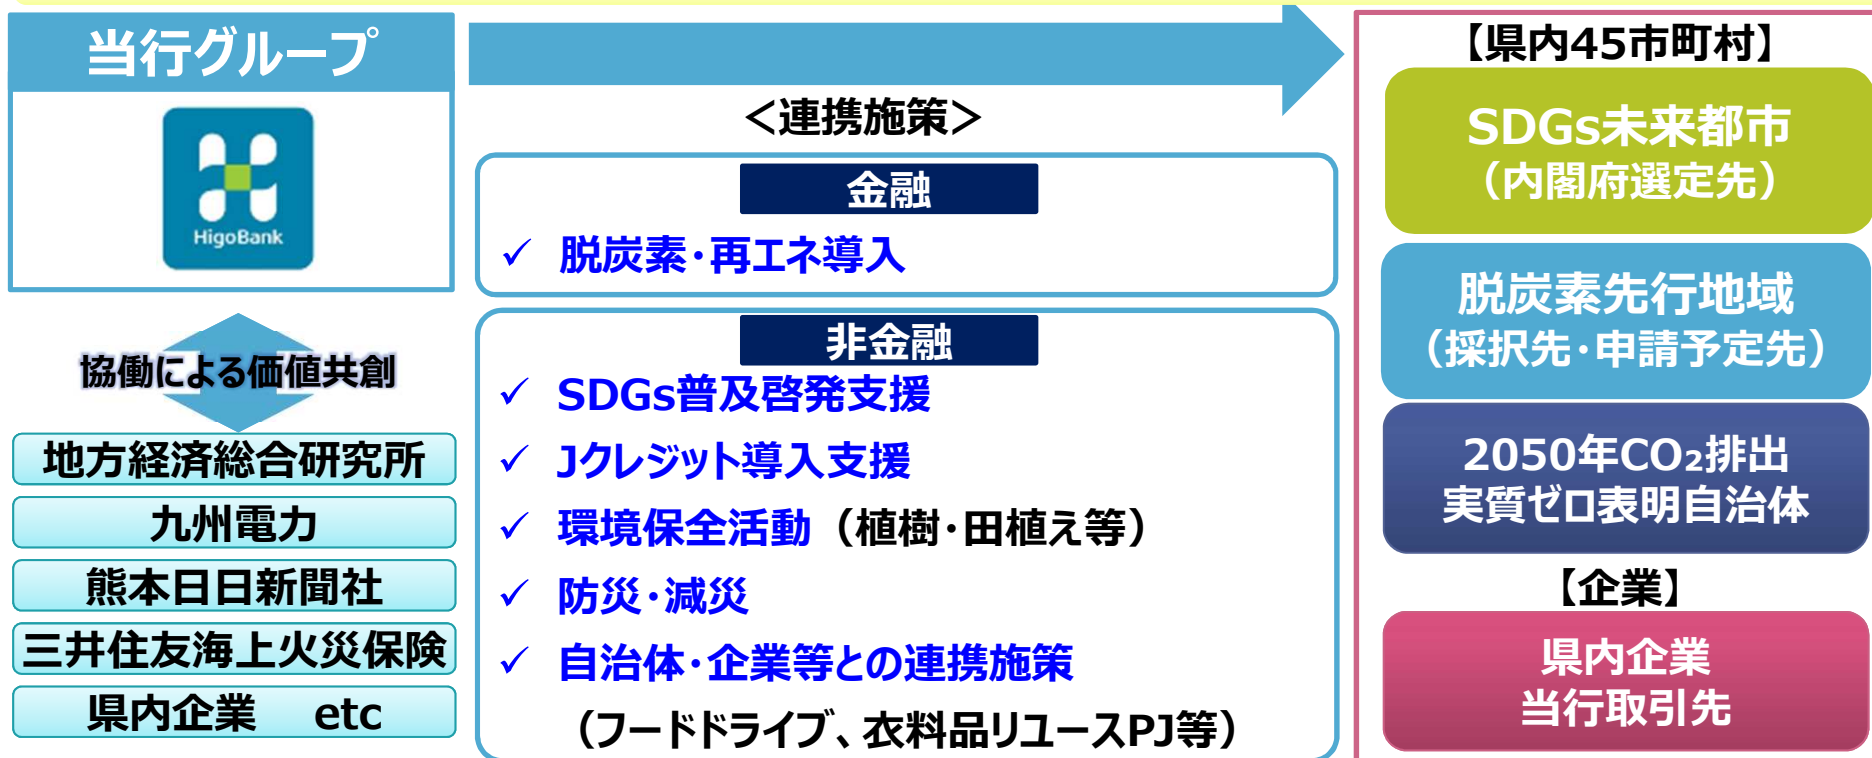 当行グループ
HigoBank
協働による価値共創
地方経済総合研究所
九州電力
熊本日日新聞社
三井住友海上火災保険
県内企業 etc
＜連携施策＞
金融
✓ 脱炭素・再エネ導入
非金融
✓ SDGs普及啓発支援
✓ Jクレジット導入支援
✓ 環境保全活動（植樹・田植え等）
✓ 防災・減災
✓ 自治体・企業等との連携施策
（フードドライブ、衣料品リユースPJ等）
【県内45市町村】
SDGs未来都市
（内閣府選定先）
脱炭素先行地域
（採択先・申請予定先）
2050年CO₂排出
実質ゼロ表明自治体
【企業】
県内企業
当行取引先